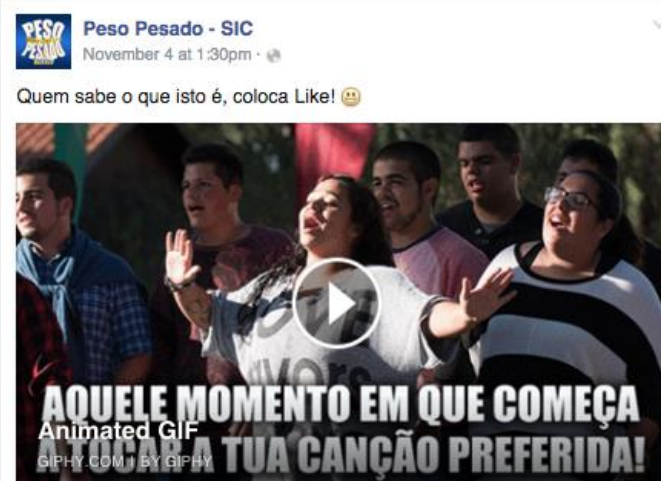 PESO
PESADO
Peso Pesado - SIC
November 4 at 1:30pm ·
Quem sabe o que isto é, coloca Like!
AQUELE MOMENTO EM QUE COMEÇA
Animated GIF
A TOCAR A TUA CANÇÃO PREFERIDA!
GIPHY.COM | BY GIPHY